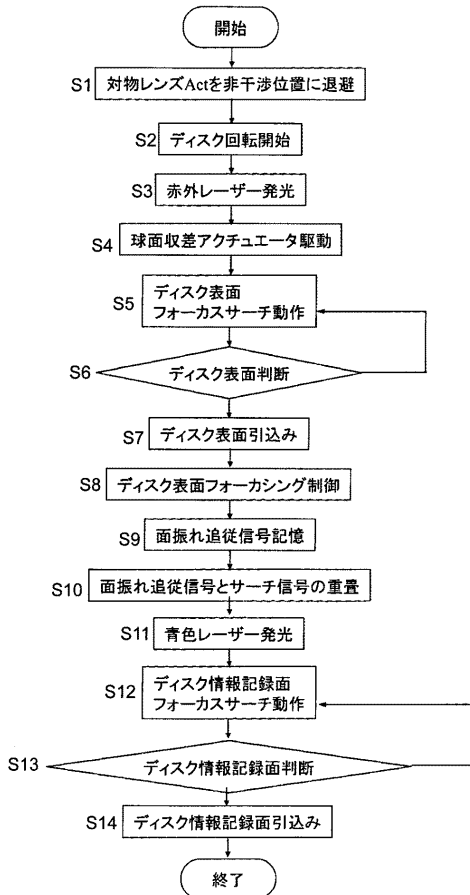 開始
S1 対物レンズActを非干渉位置に退避
S2 ディスク回転開始
S3 赤外レーザー発光
S4 球面収差アクチュエータ駆動
S5 ディスク表面
フォーカスサーチ動作
S6 ディスク表面判断
S7 ディスク表面引込み
S8 ディスク表面フォーカシング制御
S9 面振れ追従信号記憶
S10 面振れ追従信号とサーチ信号の重畳
S11 青色レーザー発光
S12 ディスク情報記録面
フォーカスサーチ動作
S13 ディスク情報記録面判断
S14 ディスク情報記録面引込み
終了